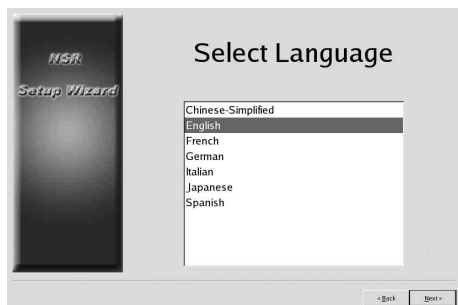 NSR
Setup Wizard
Select Language
Chinese-Simplified
English
French
German
Italian
Japanese
Spanish
<Back
Next>